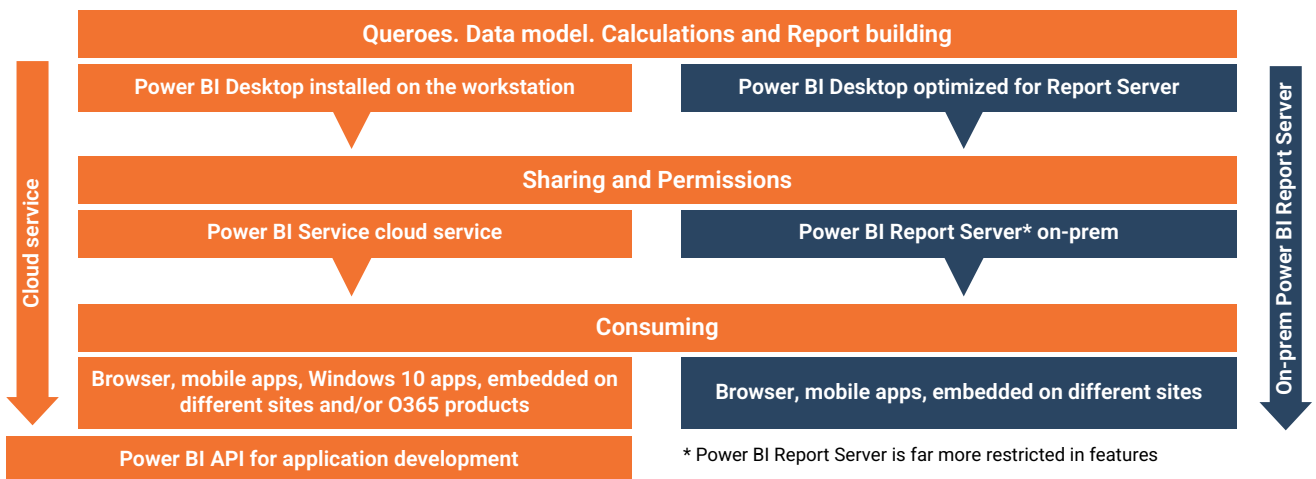 Queroes. Data model. Calculations and Report building
Power BI Desktop installed on the workstation
Power BI Desktop optimized for Report Server
Sharing and Permissions
Power BI Service cloud service
Power BI Report Server* on-prem
Consuming
Browser, mobile apps, Windows 10 apps, embedded on
different sites and/or O365 products
Browser, mobile apps, embedded on different sites
Power BI API for application development
* Power BI Report Server is far more restricted in features
Cloud service
On-prem Power BI Report Server